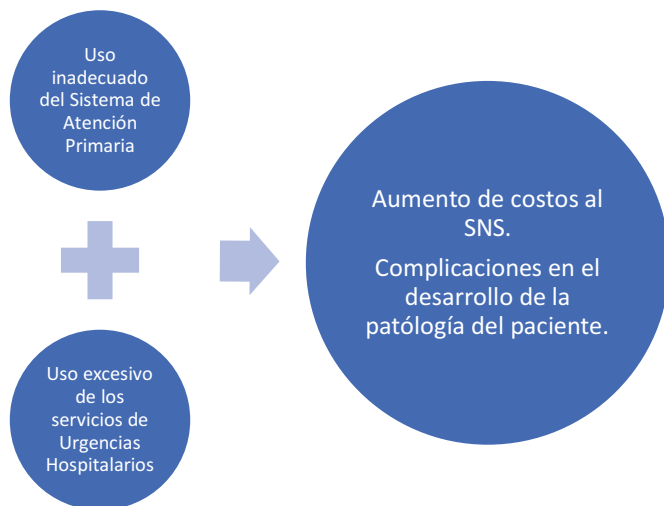 Uso
inadecuado
del Sistema de
Atención
Primaria
Uso excesivo
de los
servicios de
Urgencias
Hospitalarios
Aumento de costos al
SNS.
Complicaciones en el
desarrollo de la
patólogía del paciente.